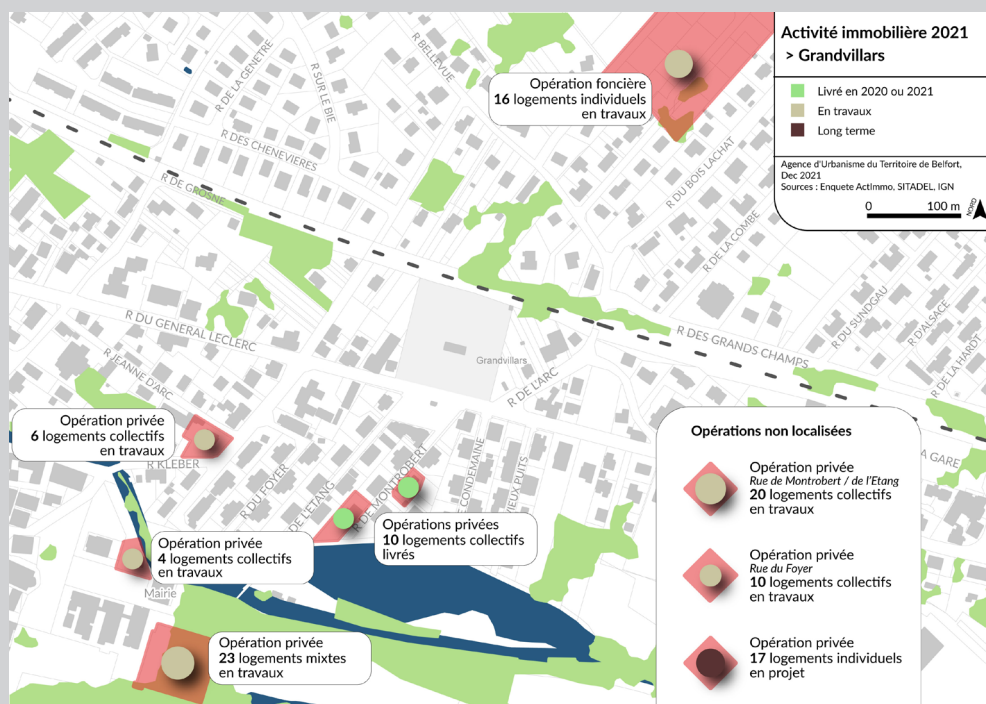 Activité immobilière 2021
> Grandvillars
Livré en 2020 ou 2021
En travaux
Long terme
Agence d'Urbanisme du Territoire de Belfort,
Dec 2021
Sources : Enquete ActImmo, SITADEL, IGN
0 100 m
NORD
Opération foncière
16 logements individuels
en travaux
R BELLEVUE
R DE LA GENETRE
R SUR LE BIE
R DES CHENEVIERES
R DE GROSNE
R DU BOIS LACHAT
R DE LA COMBE
R DU GENERAL LECLERC
R DES GRANDS CHAMPS
R DU SUNDGAU
R D'ALSACE
R DE LA HARDT
Grandvillars
R DE L'ARC
R JEANNE D'ARC
Opération privée
6 logements collectifs
en travaux
R KLEBER
R DU FOYER
DE L'ETANG
R DE MONTROBERT
E CONDEMAINE
VIEUX PUITS
A GARE
Opérations privées
10 logements collectifs
livrés
Opération privée
4 logements collectifs
en travaux
Mairie
Opération privée
23 logements mixtes
en travaux
Opérations non localisées
Opération privée
Rue de Montrobert / de l'Etang
20 logements collectifs
en travaux
Opération privée
Rue du Foyer
10 logements collectifs
en travaux
Opération privée
17 logements individuels
en projet